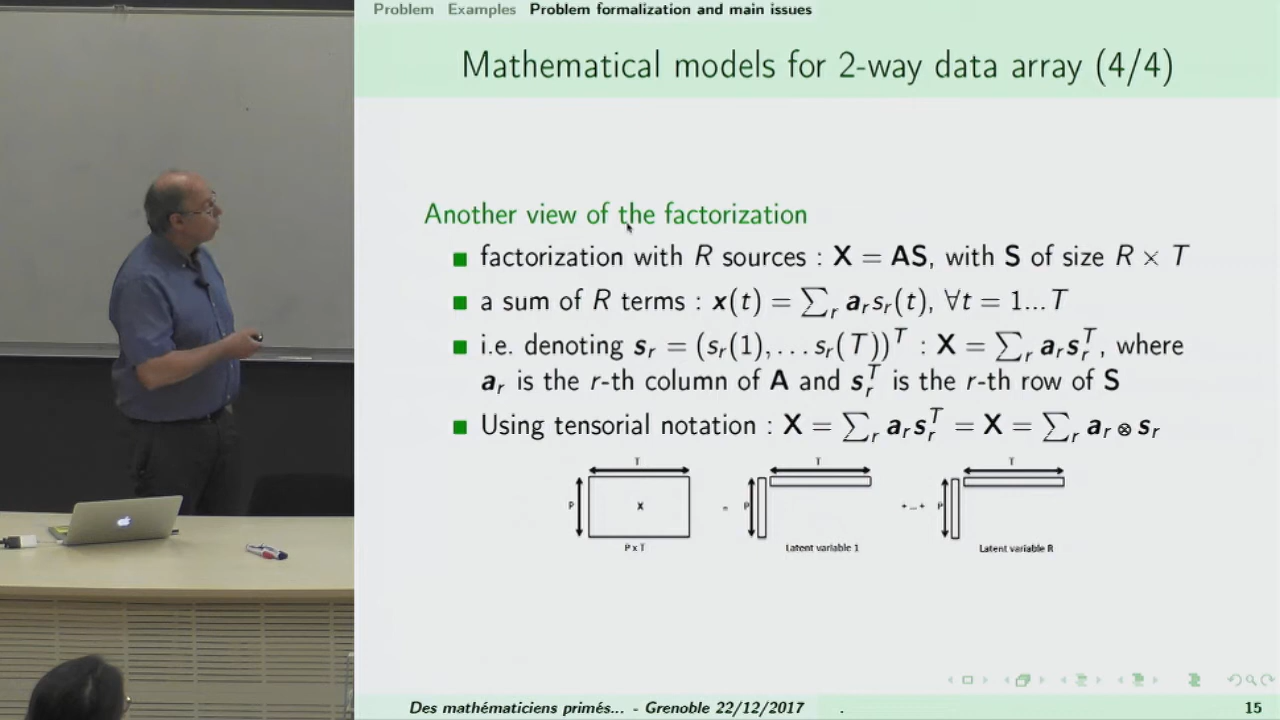 Problem Examples Problem formalization and main issues
Mathematical models for 2-way data array (4/4)
Another view of the factorization
factorization with R sources : X = AS, with S of size R × T
a sum of R terms : x(t) = ∑r arsr(t), ∀t = 1...T
i.e. denoting sr = (sr(1), . . . sr(T))^T : X = ∑r arsr^T, where
ar is the r-th column of A and sr^T is the r-th row of S
Using tensorial notation : X = ∑r arsr^T = X = ∑r ar ⊗ sr
T T T
P X = P +...+ P
P x T Latent variable 1 Latent variable R
Des mathématiciens primés... - Grenoble 22/12/2017 . 15